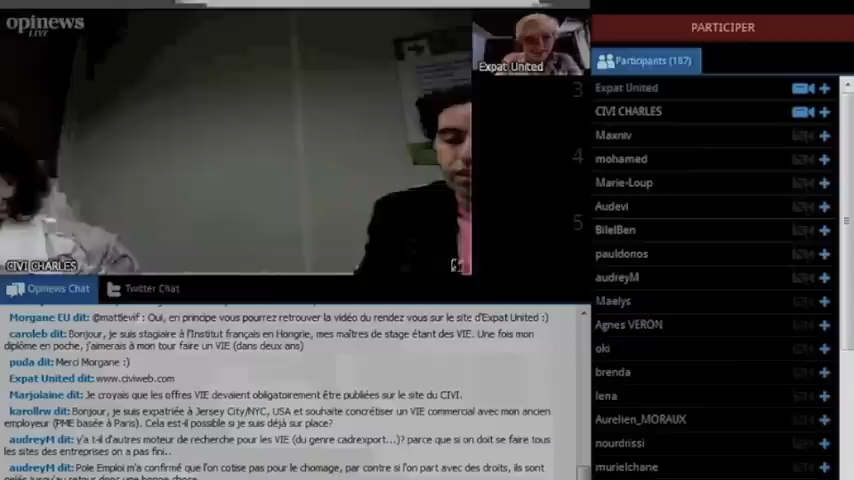 opinews
LIVE
Expat United
CIVI CHARLES
3
4
5
PARTICIPER
Participants (187)
Expat United
CIVI CHARLES
Maxniv
mohamed
Marie-Loup
Audevi
BilelBen
pauldonos
audreyM
Maelys
Agnes VERON
oki
brenda
lena
Aurelien_MORAUX
nourdrissi
murielchane
Opinews Chat
Twitter Chat
Morgane EU dit: @mattlevif : Oui, en principe vous pourrez retrouver la vidéo du rendez vous sur le site d'Expat United :)
caroleb dit: Bonjour, je suis stagiaire à l'Institut français en Hongrie, mes maîtres de stage étant des VIE. Une fois mon
diplôme en poche, j'aimerais à mon tour faire un VIE (dans deux ans)
puda dit: Merci Morgane :)
Expat United dit: www.civiweb.com
Marjolaine dit: Je croyais que les offres VIE devaient obligatoirement être publiées sur le site du CIVI.
karollrw dit: Bonjour, je suis expatriée à Jersey City/NYC, USA et souhaite concrétiser un VIE commercial avec mon ancien
employeur (PME basée à Paris). Cela est-il possible si je suis déjà sur place?
audreyM dit: y'a t-il d'autres moteur de recherche pour les VIE (du genre cadrexport...)? parce que si on doit se faire tous
les sites des entreprises on a pas fini..
audreyM dit: Pole Emploi m'a confirmé que l'on cotise pas pour le chomage, par contre si l'on part avec des droits, ils sont